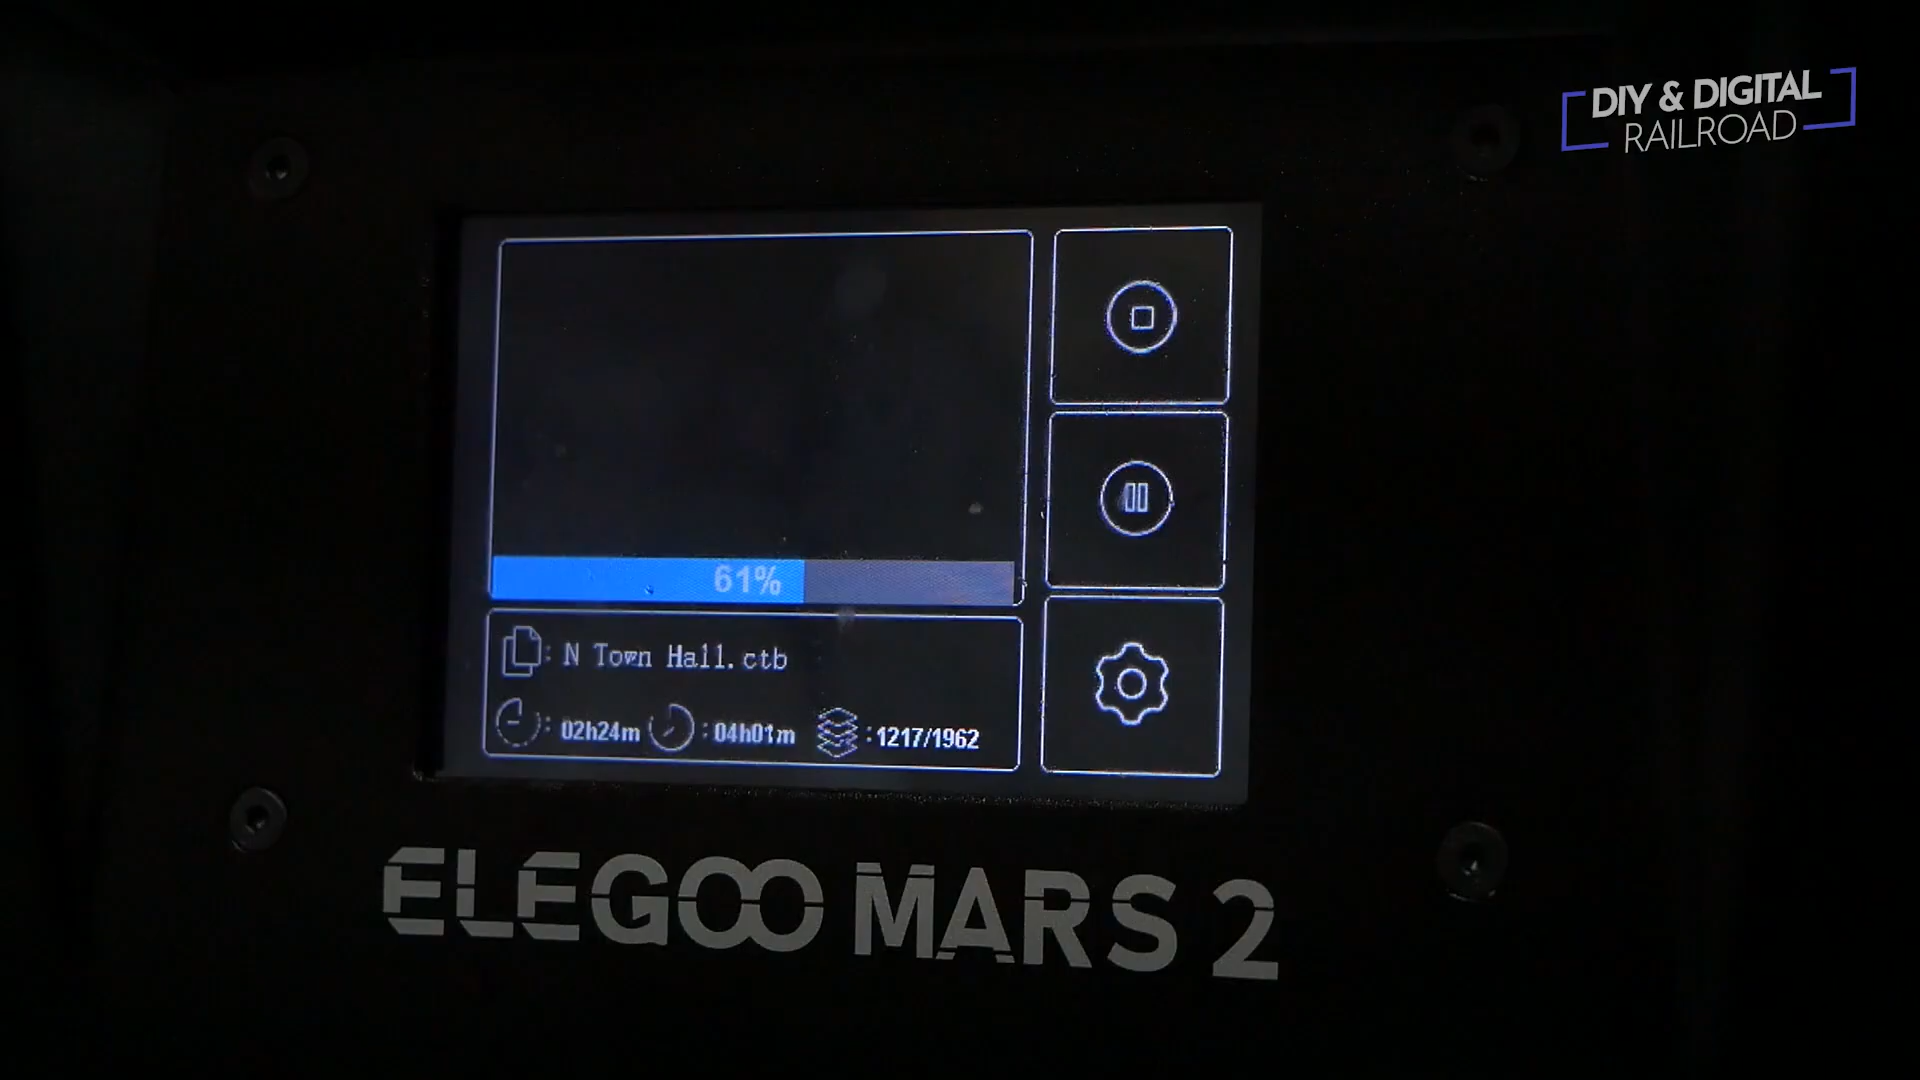 DIY & DIGITAL
RAILROAD
61%
: N Town Hall.ctb
: 02h24m : 04h01m : 1217/1962
ELEGOO MARS 2